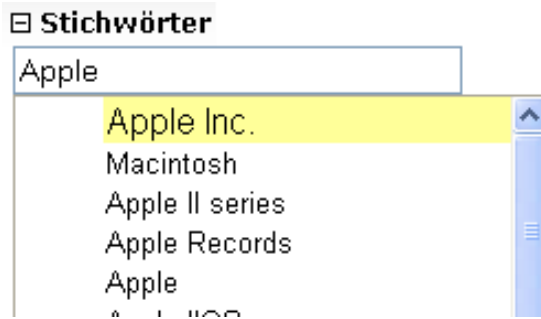 Stichwörter
Apple
Apple Inc.
Macintosh
Apple II series
Apple Records
Apple